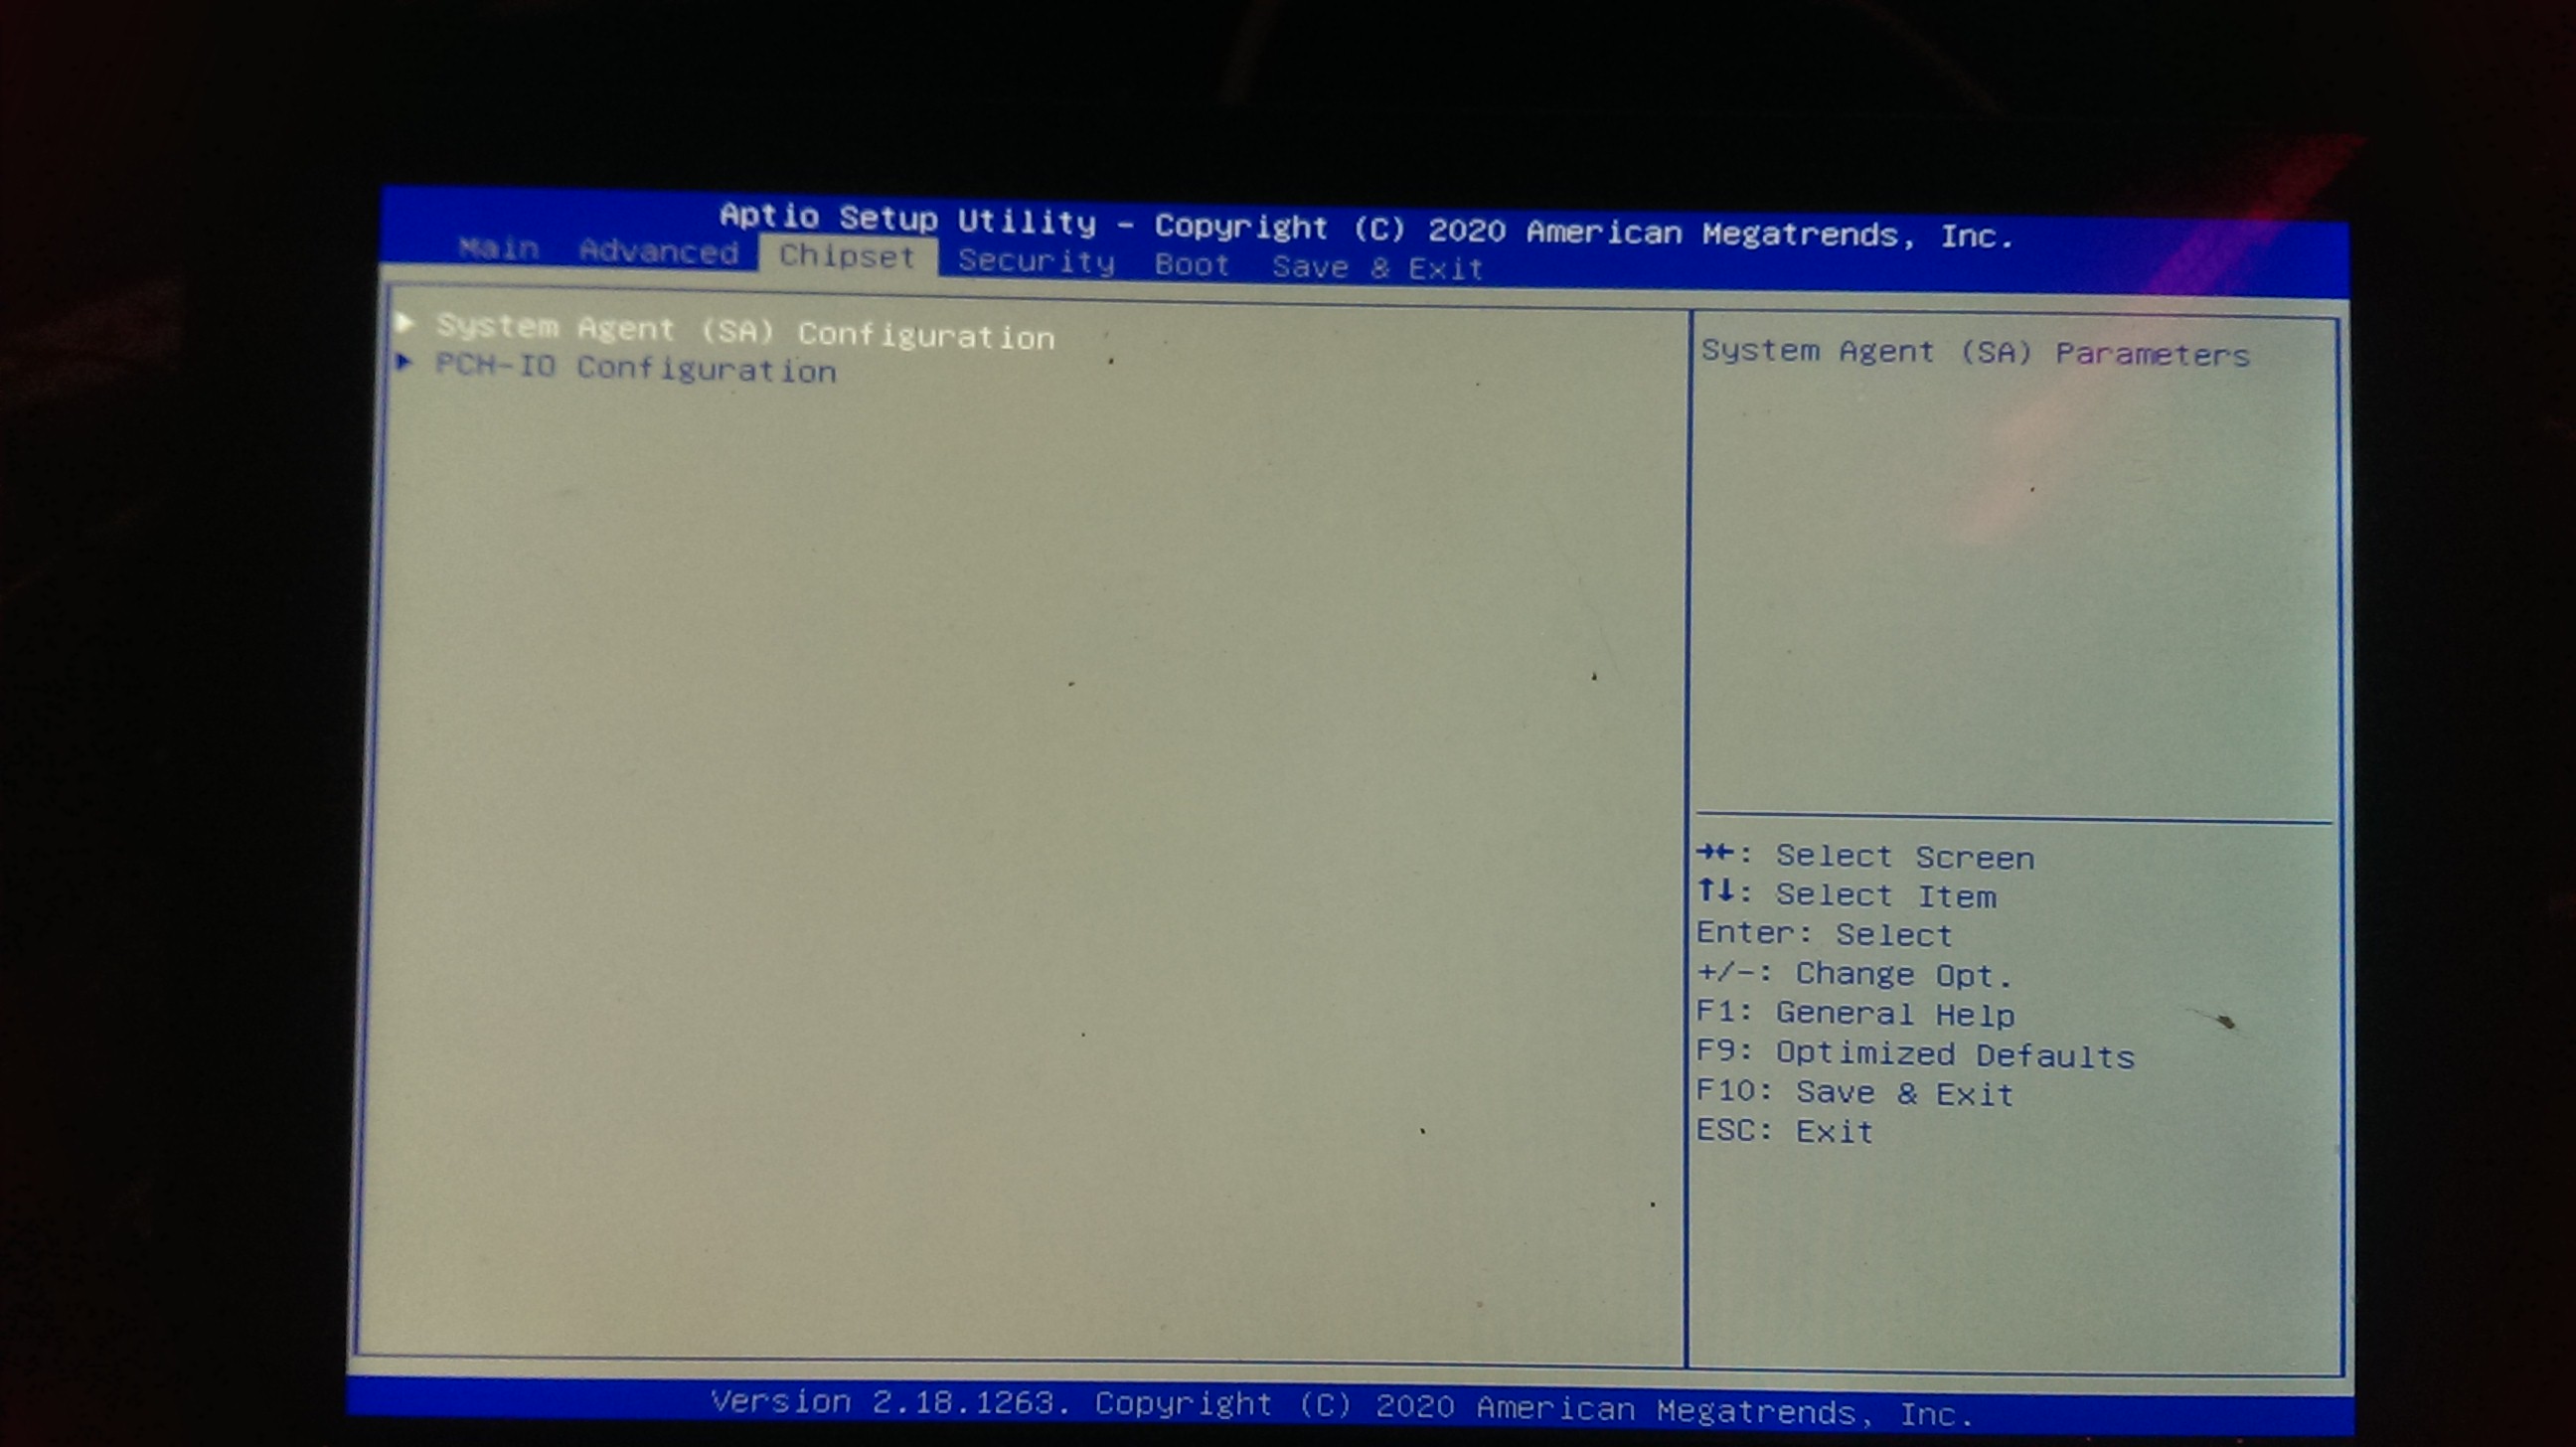 Aptio Setup Utility - Copyright (C) 2020 American Megatrends, Inc.
Main Advanced Chipset Security Boot Save & Exit
► System Agent (SA) Configuration
► PCH-IO Configuration
System Agent (SA) Parameters
→←: Select Screen
↑↓: Select Item
Enter: Select
+/-: Change Opt.
F1: General Help
F9: Optimized Defaults
F10: Save & Exit
ESC: Exit
Version 2.18.1263. Copyright (C) 2020 American Megatrends, Inc.